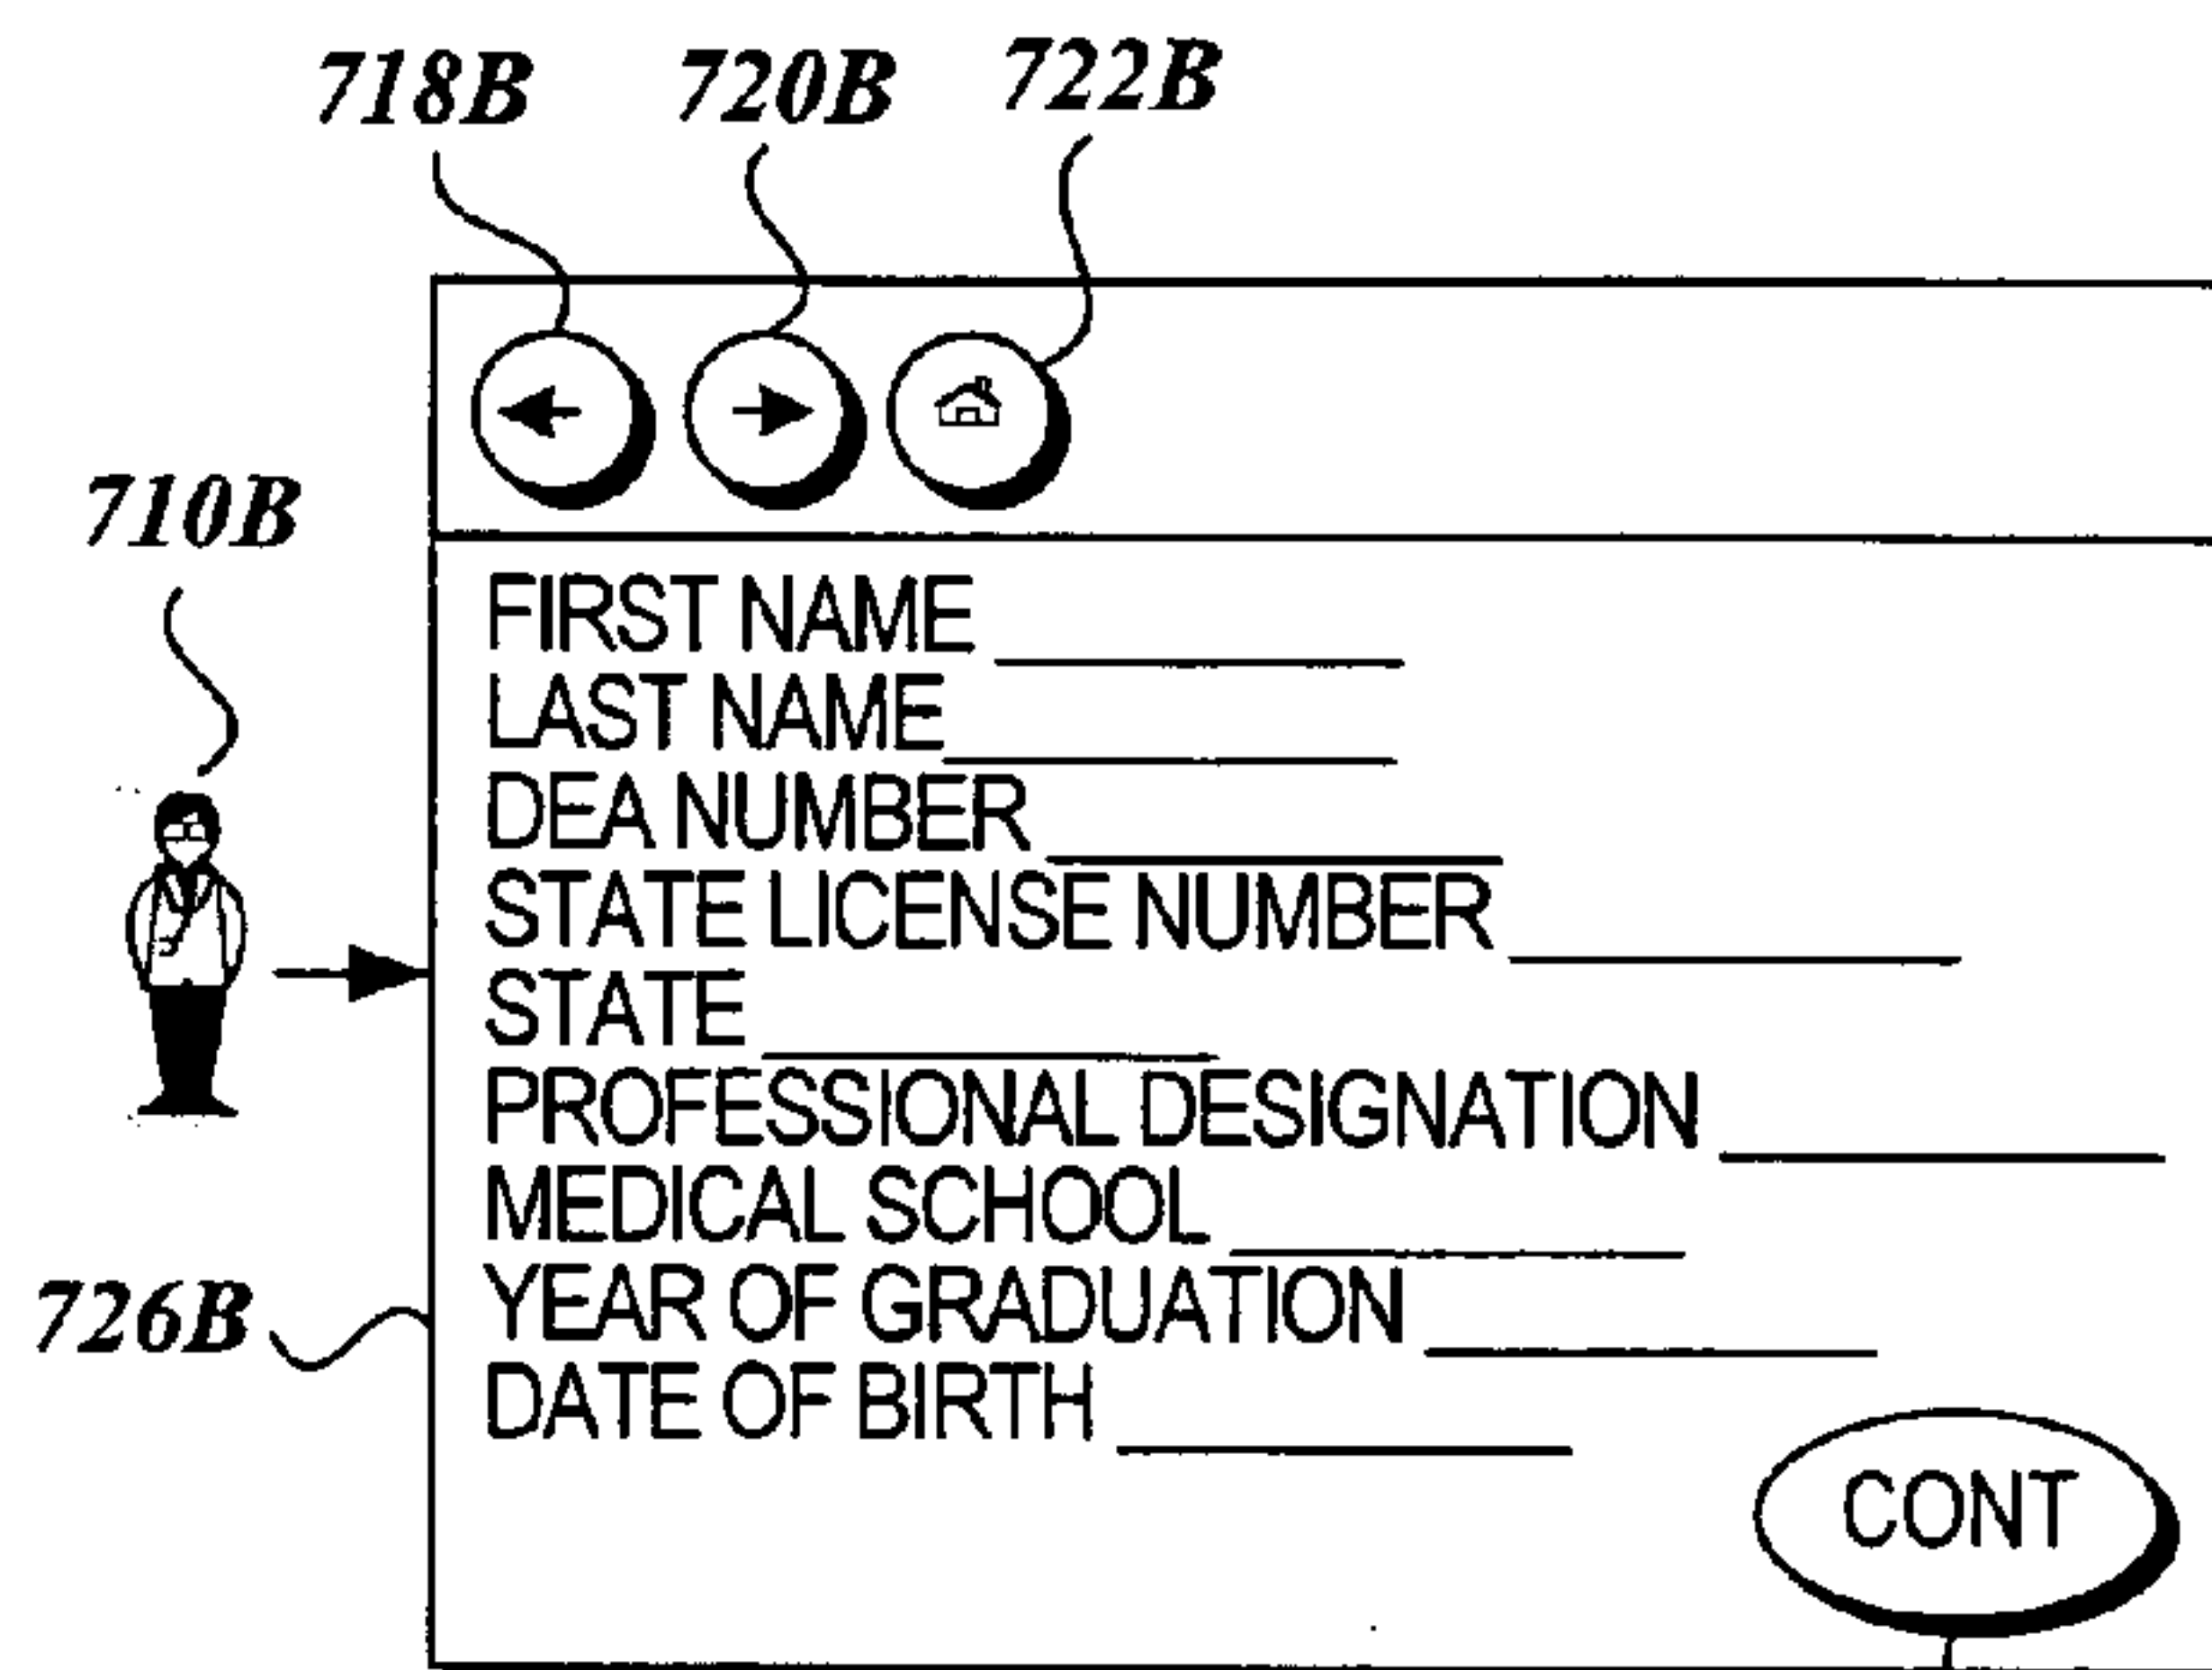 718B 720B 722B
710B
FIRST NAME
LAST NAME
DEA NUMBER
STATE LICENSE NUMBER
STATE
PROFESSIONAL DESIGNATION
MEDICAL SCHOOL
YEAR OF GRADUATION
726B
DATE OF BIRTH
CONT